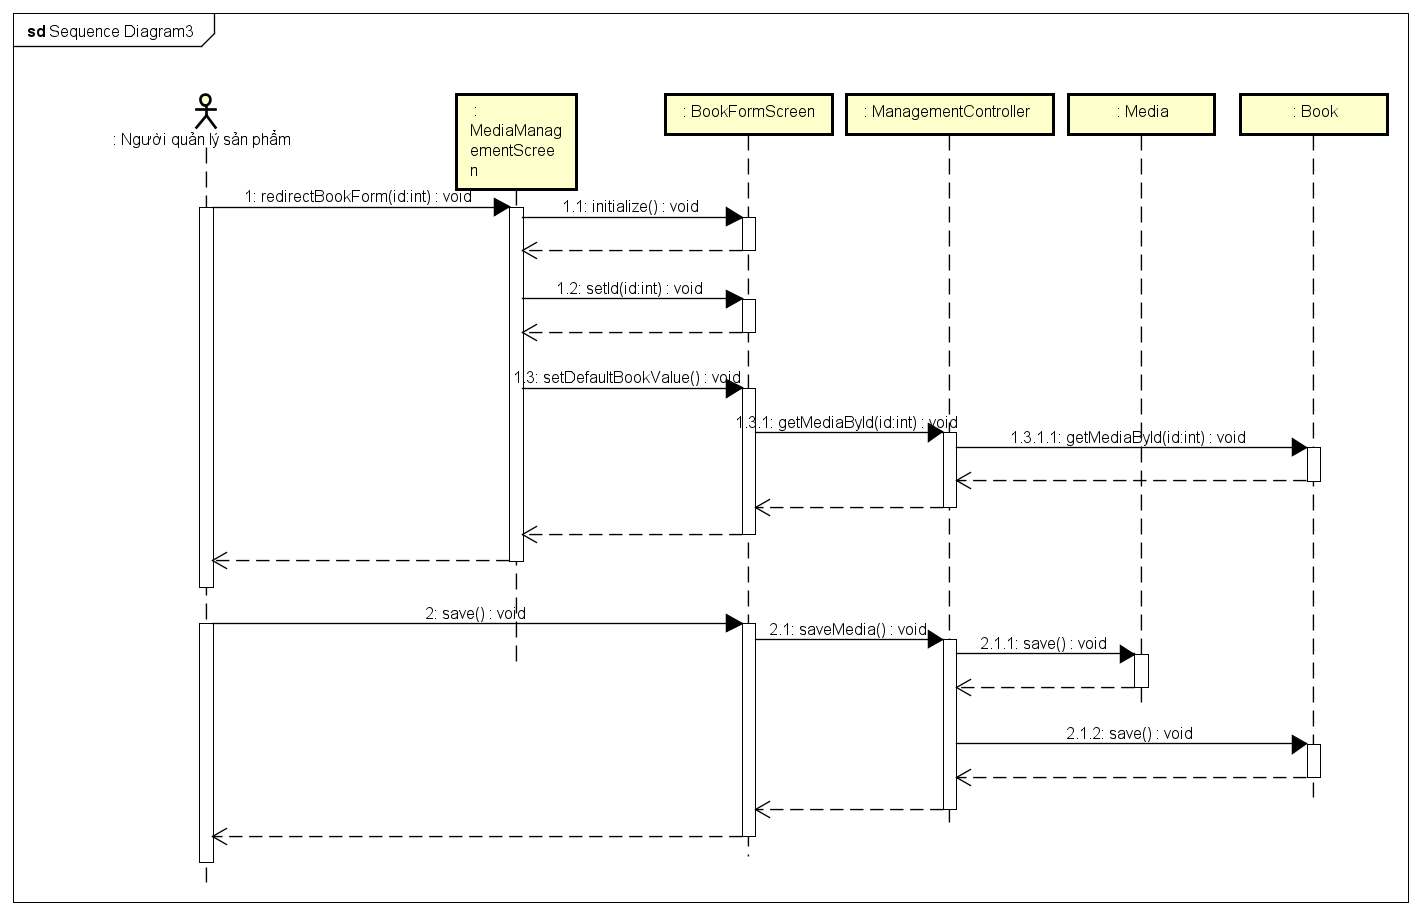 sd Sequence Diagram3
: Người quản lý sản phẩm
:
MediaManag
ementScree
n
: BookFormScreen
: ManagementController
: Media
: Book
1: redirectBookForm(id:int) : void
1.1: initialize() : void
1.2: setId(id:int) : void
1.3: setDefaultBookValue() : void
1.3.1: getMediaById(id:int) : void
1.3.1.1: getMediaById(id:int) : void
2: save() : void
2.1: saveMedia() : void
2.1.1: save() : void
2.1.2: save() : void